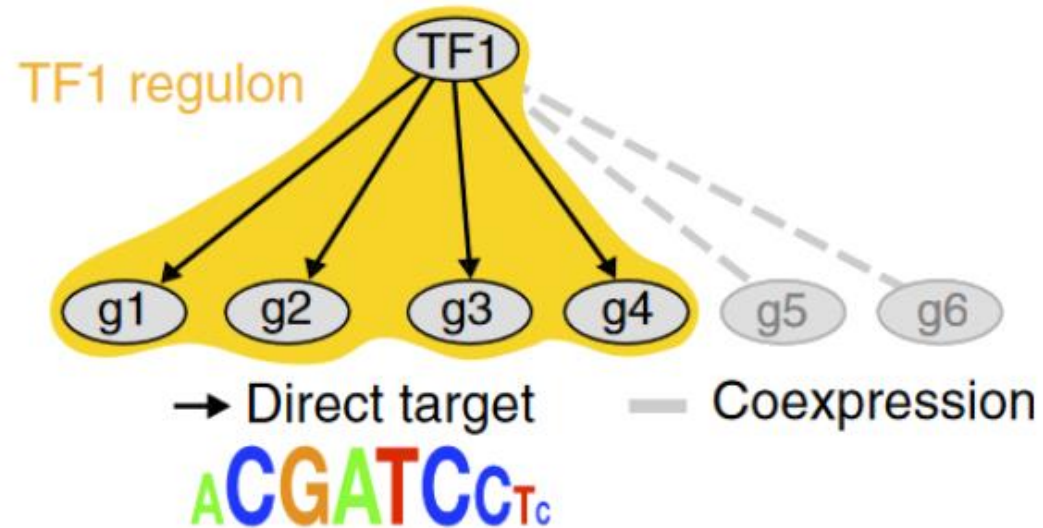 TF1
TF1 regulon
g1 g2 g3 g4 g5 g6
Direct target Coexpression
ACGATCCTC